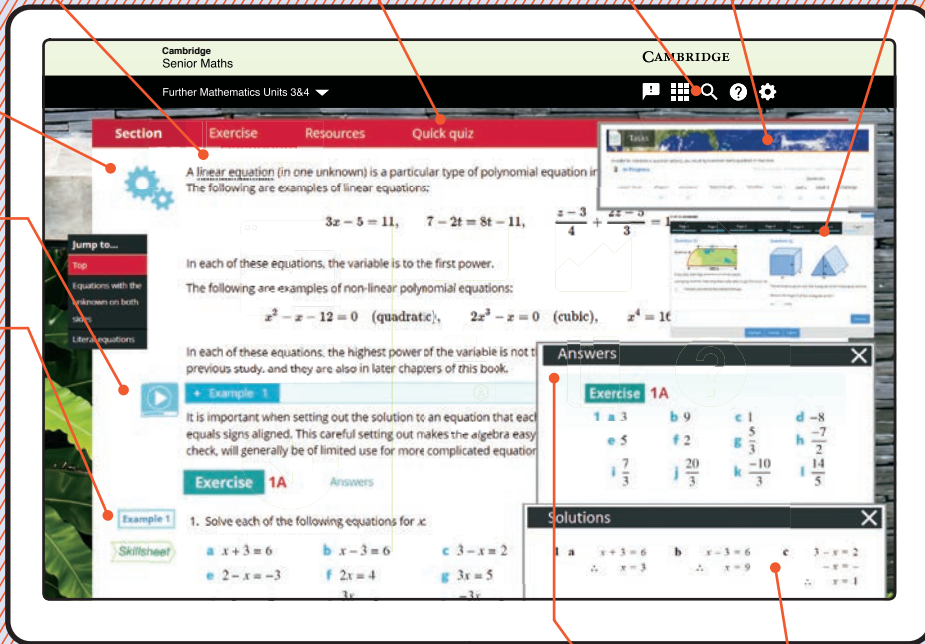 Cambridge
Senior Maths
CAMBRIDGE
Further Mathematics Units 3&4
Section Exercise Resources Quick quiz
Tasks
A linear equation (in one unknown) is a particular type of polynomial equation in
The following are examples of linear equations:
3x − 5 = 11, 7 − 2t = 8t − 11, z − 3 / 4 + 2z − 5 / 3 = 1
Jump to...
Top
Equations with the
unknown on both
sides
Literal equations
In each of these equations, the variable is to the first power.
The following are examples of non-linear polynomial equations:
x² − x − 12 = 0 (quadratic), 2x³ − x = 0 (cubic), x⁴ = 16
In each of these equations, the highest power of the variable is not t
previous study, and they are also in later chapters of this book.
+ Example 1
It is important when setting out the solution to an equation that each
equals signs aligned. This careful setting out makes the algebra easy
check, will generally be of limited use for more complicated equation
Exercise 1A Answers
Example 1
1. Solve each of the following equations for x:
Skillsheet
a x + 3 = 6 b x − 3 = 6 c 3 − x = 2
e 2 − x = −3 f 2x = 4 g 3x = 5
3x −3x
Answers
Exercise 1A
1 a 3 b 9 c 1 d −8
e 5 f 2 g 5/3 h −7/2
i 7/3 j 20/3 k −10/3 l 14/5
Solutions
1 a x + 3 = 6 b x − 3 = 6 c 3 − x = 2
∴ x = 3 ∴ x = 9 −x = −
∴ x = 1